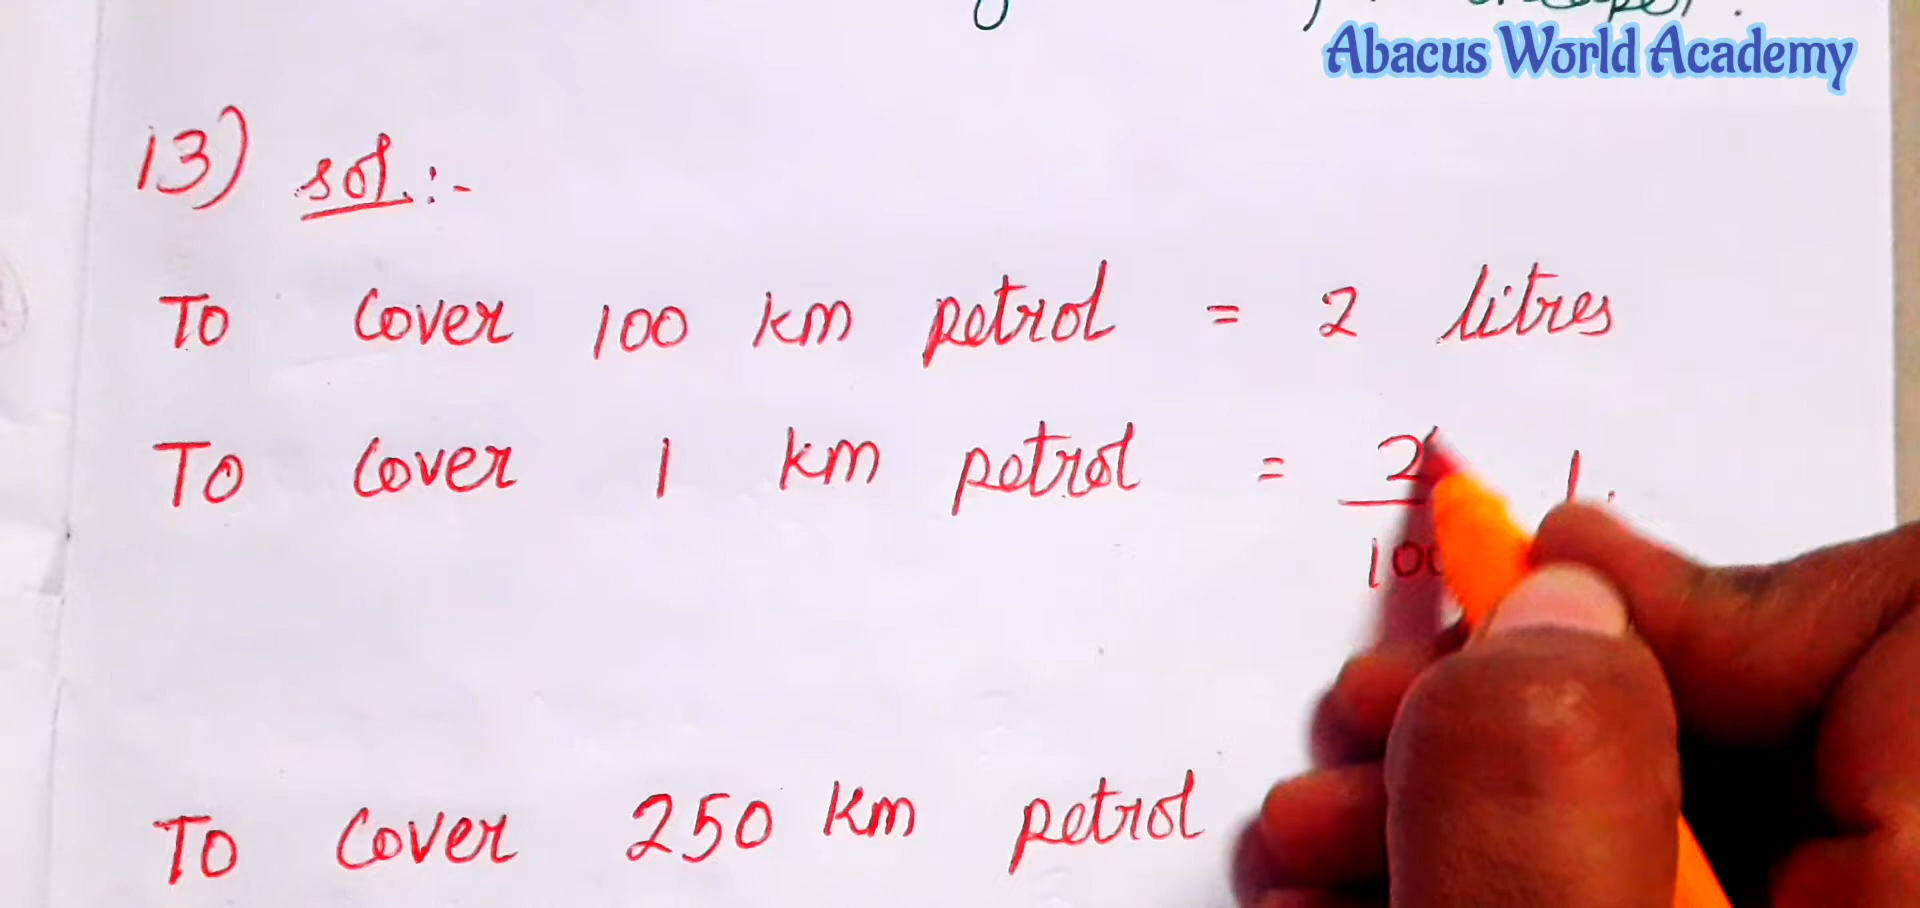 Abacus World Academy
13) sol :-
To cover 100 km petrol = 2 litres
To cover 1 km petrol = 2
100
To cover 250 km petrol